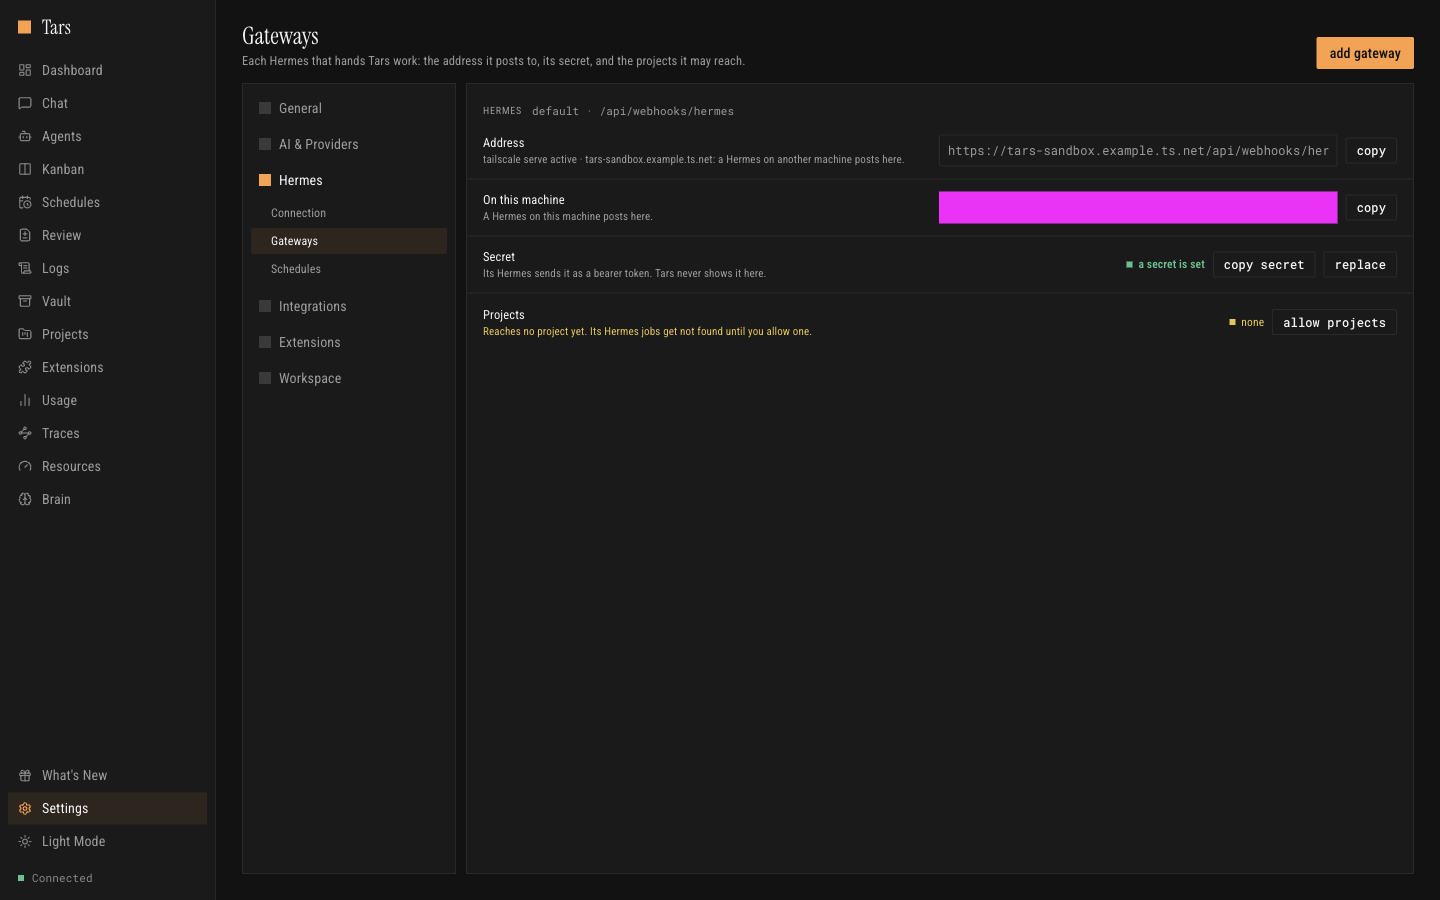 Tars
Dashboard
Chat
Agents
Kanban
Schedules
Review
Logs
Vault
Projects
Extensions
Usage
Traces
Resources
Brain
What's New
Settings
Light Mode
Connected
Gateways
Each Hermes that hands Tars work: the address it posts to, its secret, and the projects it may reach.
add gateway
General
AI & Providers
Hermes
Connection
Gateways
Schedules
Integrations
Extensions
Workspace
HERMES default · /api/webhooks/hermes
Address
tailscale serve active · tars-sandbox.example.ts.net: a Hermes on another machine posts here.
https://tars-sandbox.example.ts.net/api/webhooks/her
copy
On this machine
A Hermes on this machine posts here.
copy
Secret
Its Hermes sends it as a bearer token. Tars never shows it here.
a secret is set
copy secret
replace
Projects
Reaches no project yet. Its Hermes jobs get not found until you allow one.
none
allow projects